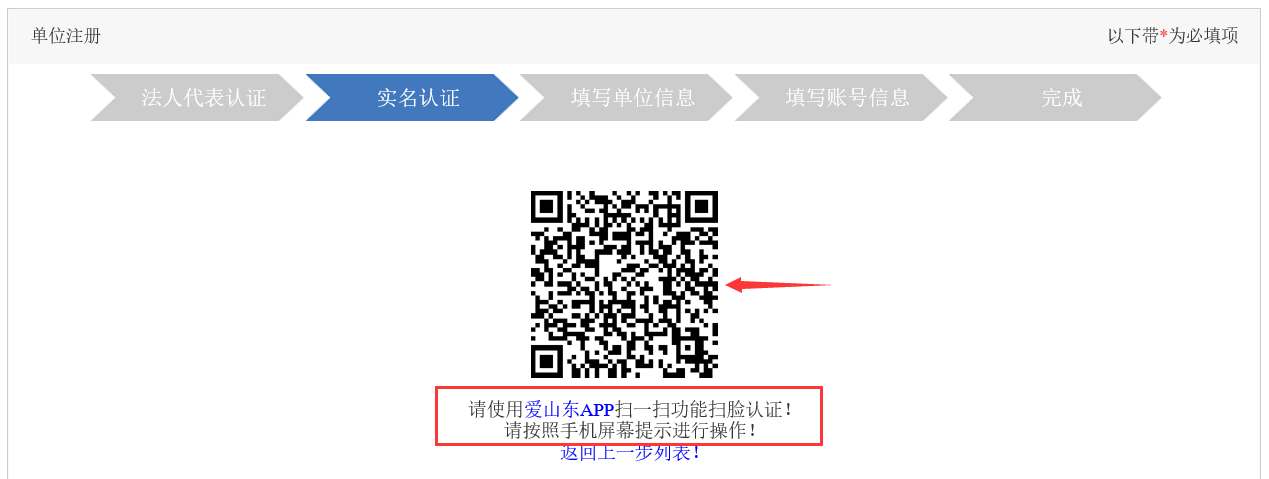 单位注册
以下带*为必填项
法人代表认证
实名认证
填写单位信息
填写账号信息
完成
请使用爱山东APP扫一扫功能扫脸认证！
请按照手机屏幕提示进行操作！
返回上一步列表！